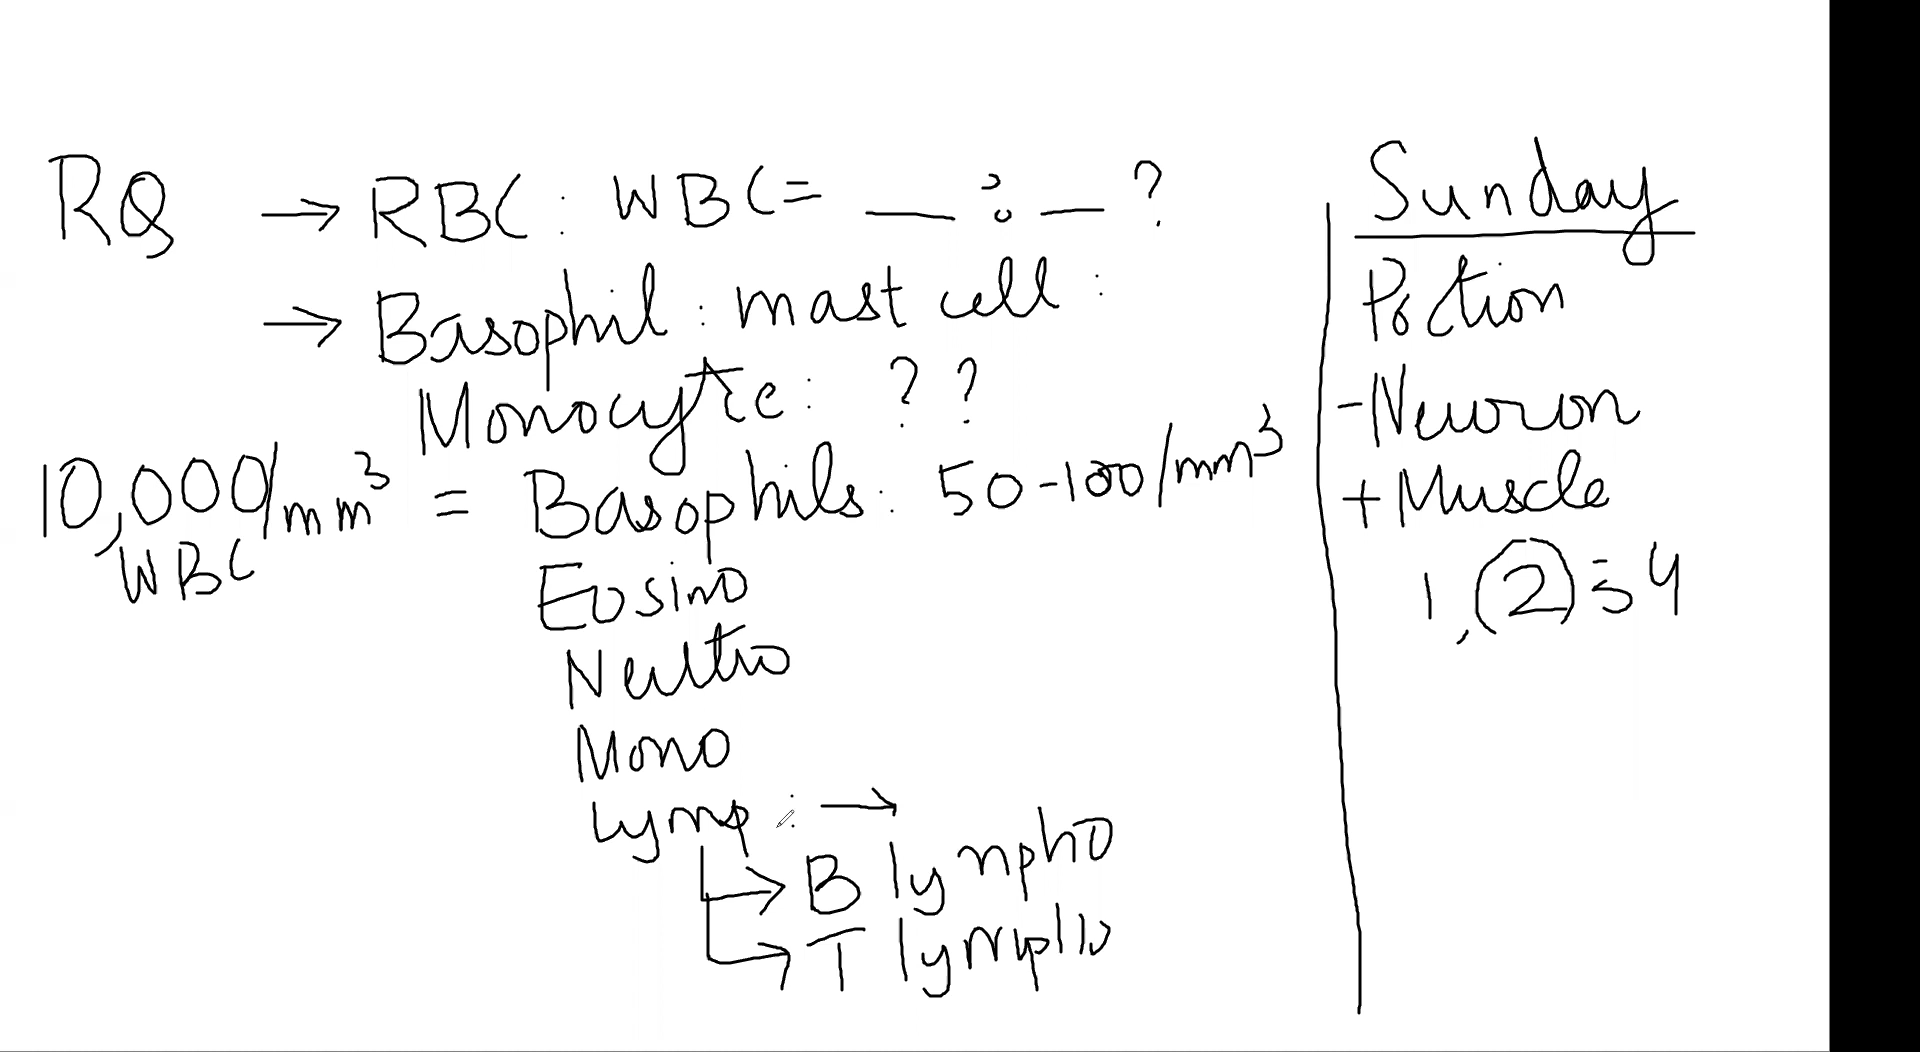 RQ → RBC : WBC = __ : __ ?
→ Basophil : mast cell :
Monocyte : ? ?
10,000/mm³ = Basophils : 50-100/mm³
WBC
Eosino
Neutro
Mono
Lymp : →
→ B lympho
→ T lympho
Sunday
Portion
- Neuron
+ Muscle
1, 2 3 4